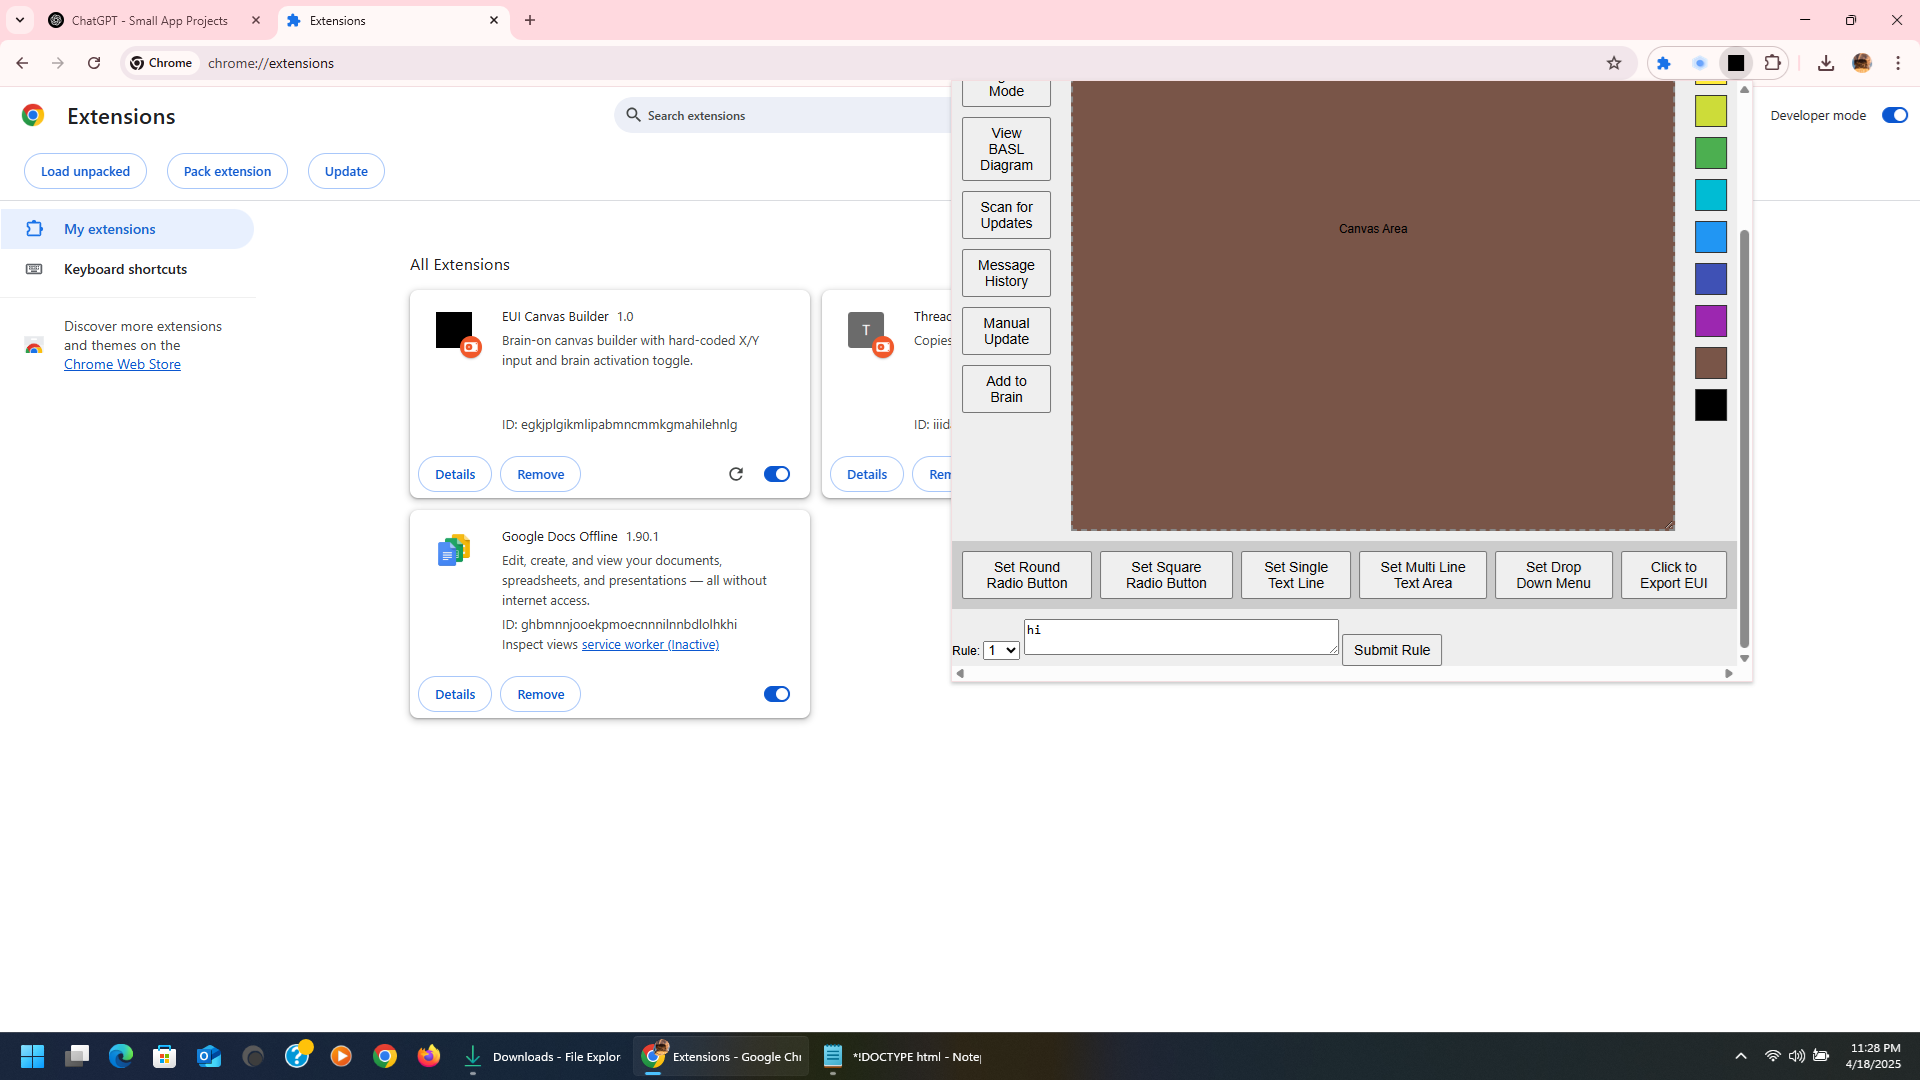 ChatGPT - Small App Projects
Extensions
Chrome
chrome://extensions
Extensions
Search extensions
Developer mode
Load unpacked
Pack extension
Update
My extensions
Keyboard shortcuts
Discover more extensions
and themes on the
Chrome Web Store
All Extensions
EUI Canvas Builder 1.0
Brain-on canvas builder with hard-coded X/Y
input and brain activation toggle.
ID: egkjplgikmlipabmncmmkgmahilehnlg
Details
Remove
T
Thread
Copies
ID: iiid
Details
Rem
Google Docs Offline 1.90.1
Edit, create, and view your documents,
spreadsheets, and presentations — all without
internet access.
ID: ghbmnnjooekpmoecnnnilnnbdlolhkhi
Inspect views service worker (Inactive)
Details
Remove
Mode
View
BASL
Diagram
Scan for
Updates
Message
History
Manual
Update
Add to
Brain
Canvas Area
Set Round
Radio Button
Set Square
Radio Button
Set Single
Text Line
Set Multi Line
Text Area
Set Drop
Down Menu
Click to
Export EUI
Rule:
1
hi
Submit Rule
Downloads - File Explor
Extensions - Google Chr
*!DOCTYPE html - Note
11:28 PM
4/18/2025